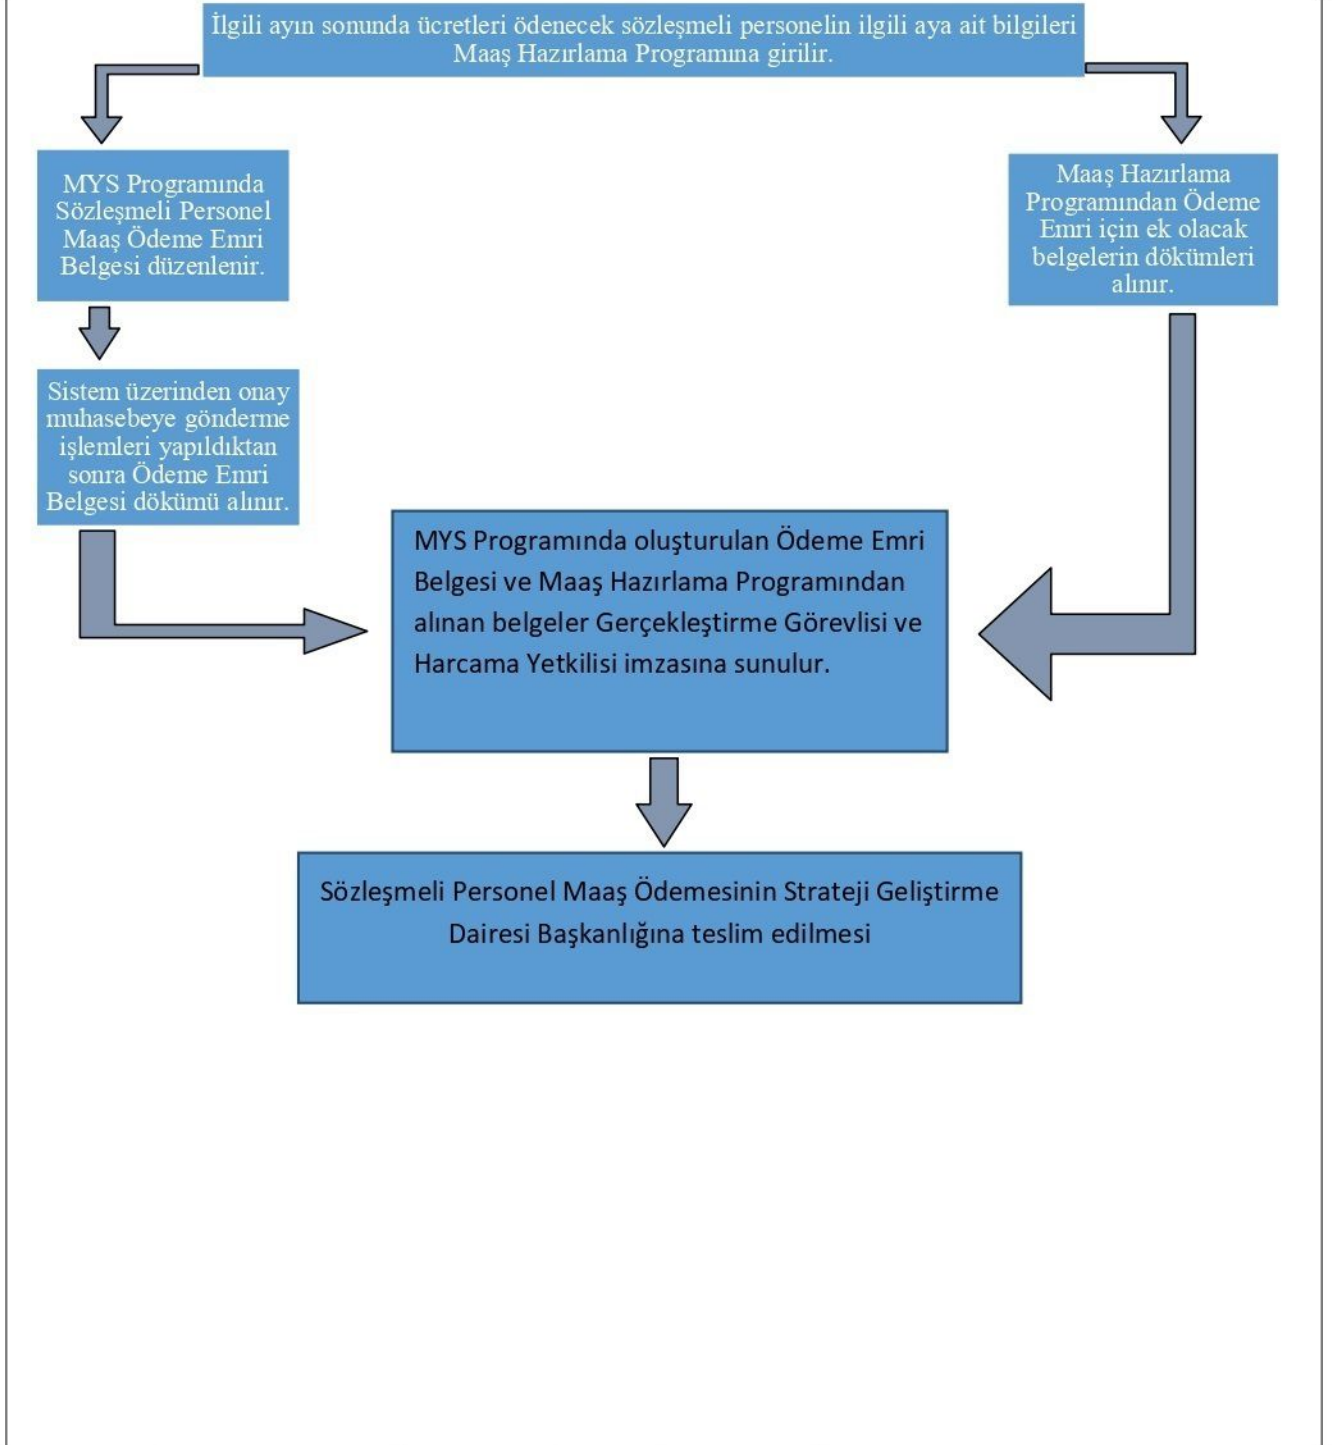 İlgili ayın sonunda ücretleri ödenecek sözleşmeli personelin ilgili aya ait bilgileri
Maaş Hazırlama Programına girilir.
MYS Programında
Sözleşmeli Personel
Maaş Ödeme Emri
Belgesi düzenlenir.
Maaş Hazırlama
Programından Ödeme
Emri için ek olacak
belgelerin dökümleri
alınır.
Sistem üzerinden onay
muhasebeye gönderme
işlemleri yapıldıktan
sonra Ödeme Emri
Belgesi dökümü alınır.
MYS Programında oluşturulan Ödeme Emri
Belgesi ve Maaş Hazırlama Programından
alınan belgeler Gerçekleştirme Görevlisi ve
Harcama Yetkilisi imzasına sunulur.
Sözleşmeli Personel Maaş Ödemesinin Strateji Geliştirme
Dairesi Başkanlığına teslim edilmesi